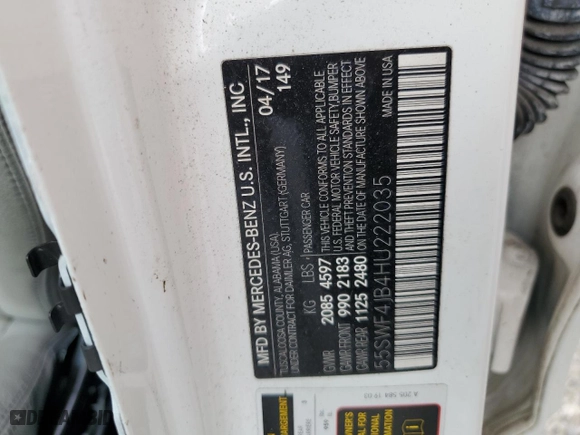 MFD BY MERCEDES-BENZ U.S. INTL., INC
TUSCALOOSA COUNTY, ALABAMA (USA),
UNDER CONTRACT FOR DAIMLER AG, STUTTGART (GERMANY)
04/17
149
KG LBS. PASSENGER CAR
GVWR 2085 4597 THIS VEHICLE CONFORMS TO ALL APPLICABLE
U.S. FEDERAL MOTOR VEHICLE SAFETY, BUMPER
GAWR FRONT 990 2183 AND THEFT PREVENTION STANDARDS IN EFFECT
GAWR REAR 1125 2480 ON THE DATE OF MANUFACTURE SHOWN ABOVE
55SWF4JB4HU222035
MADE IN USA